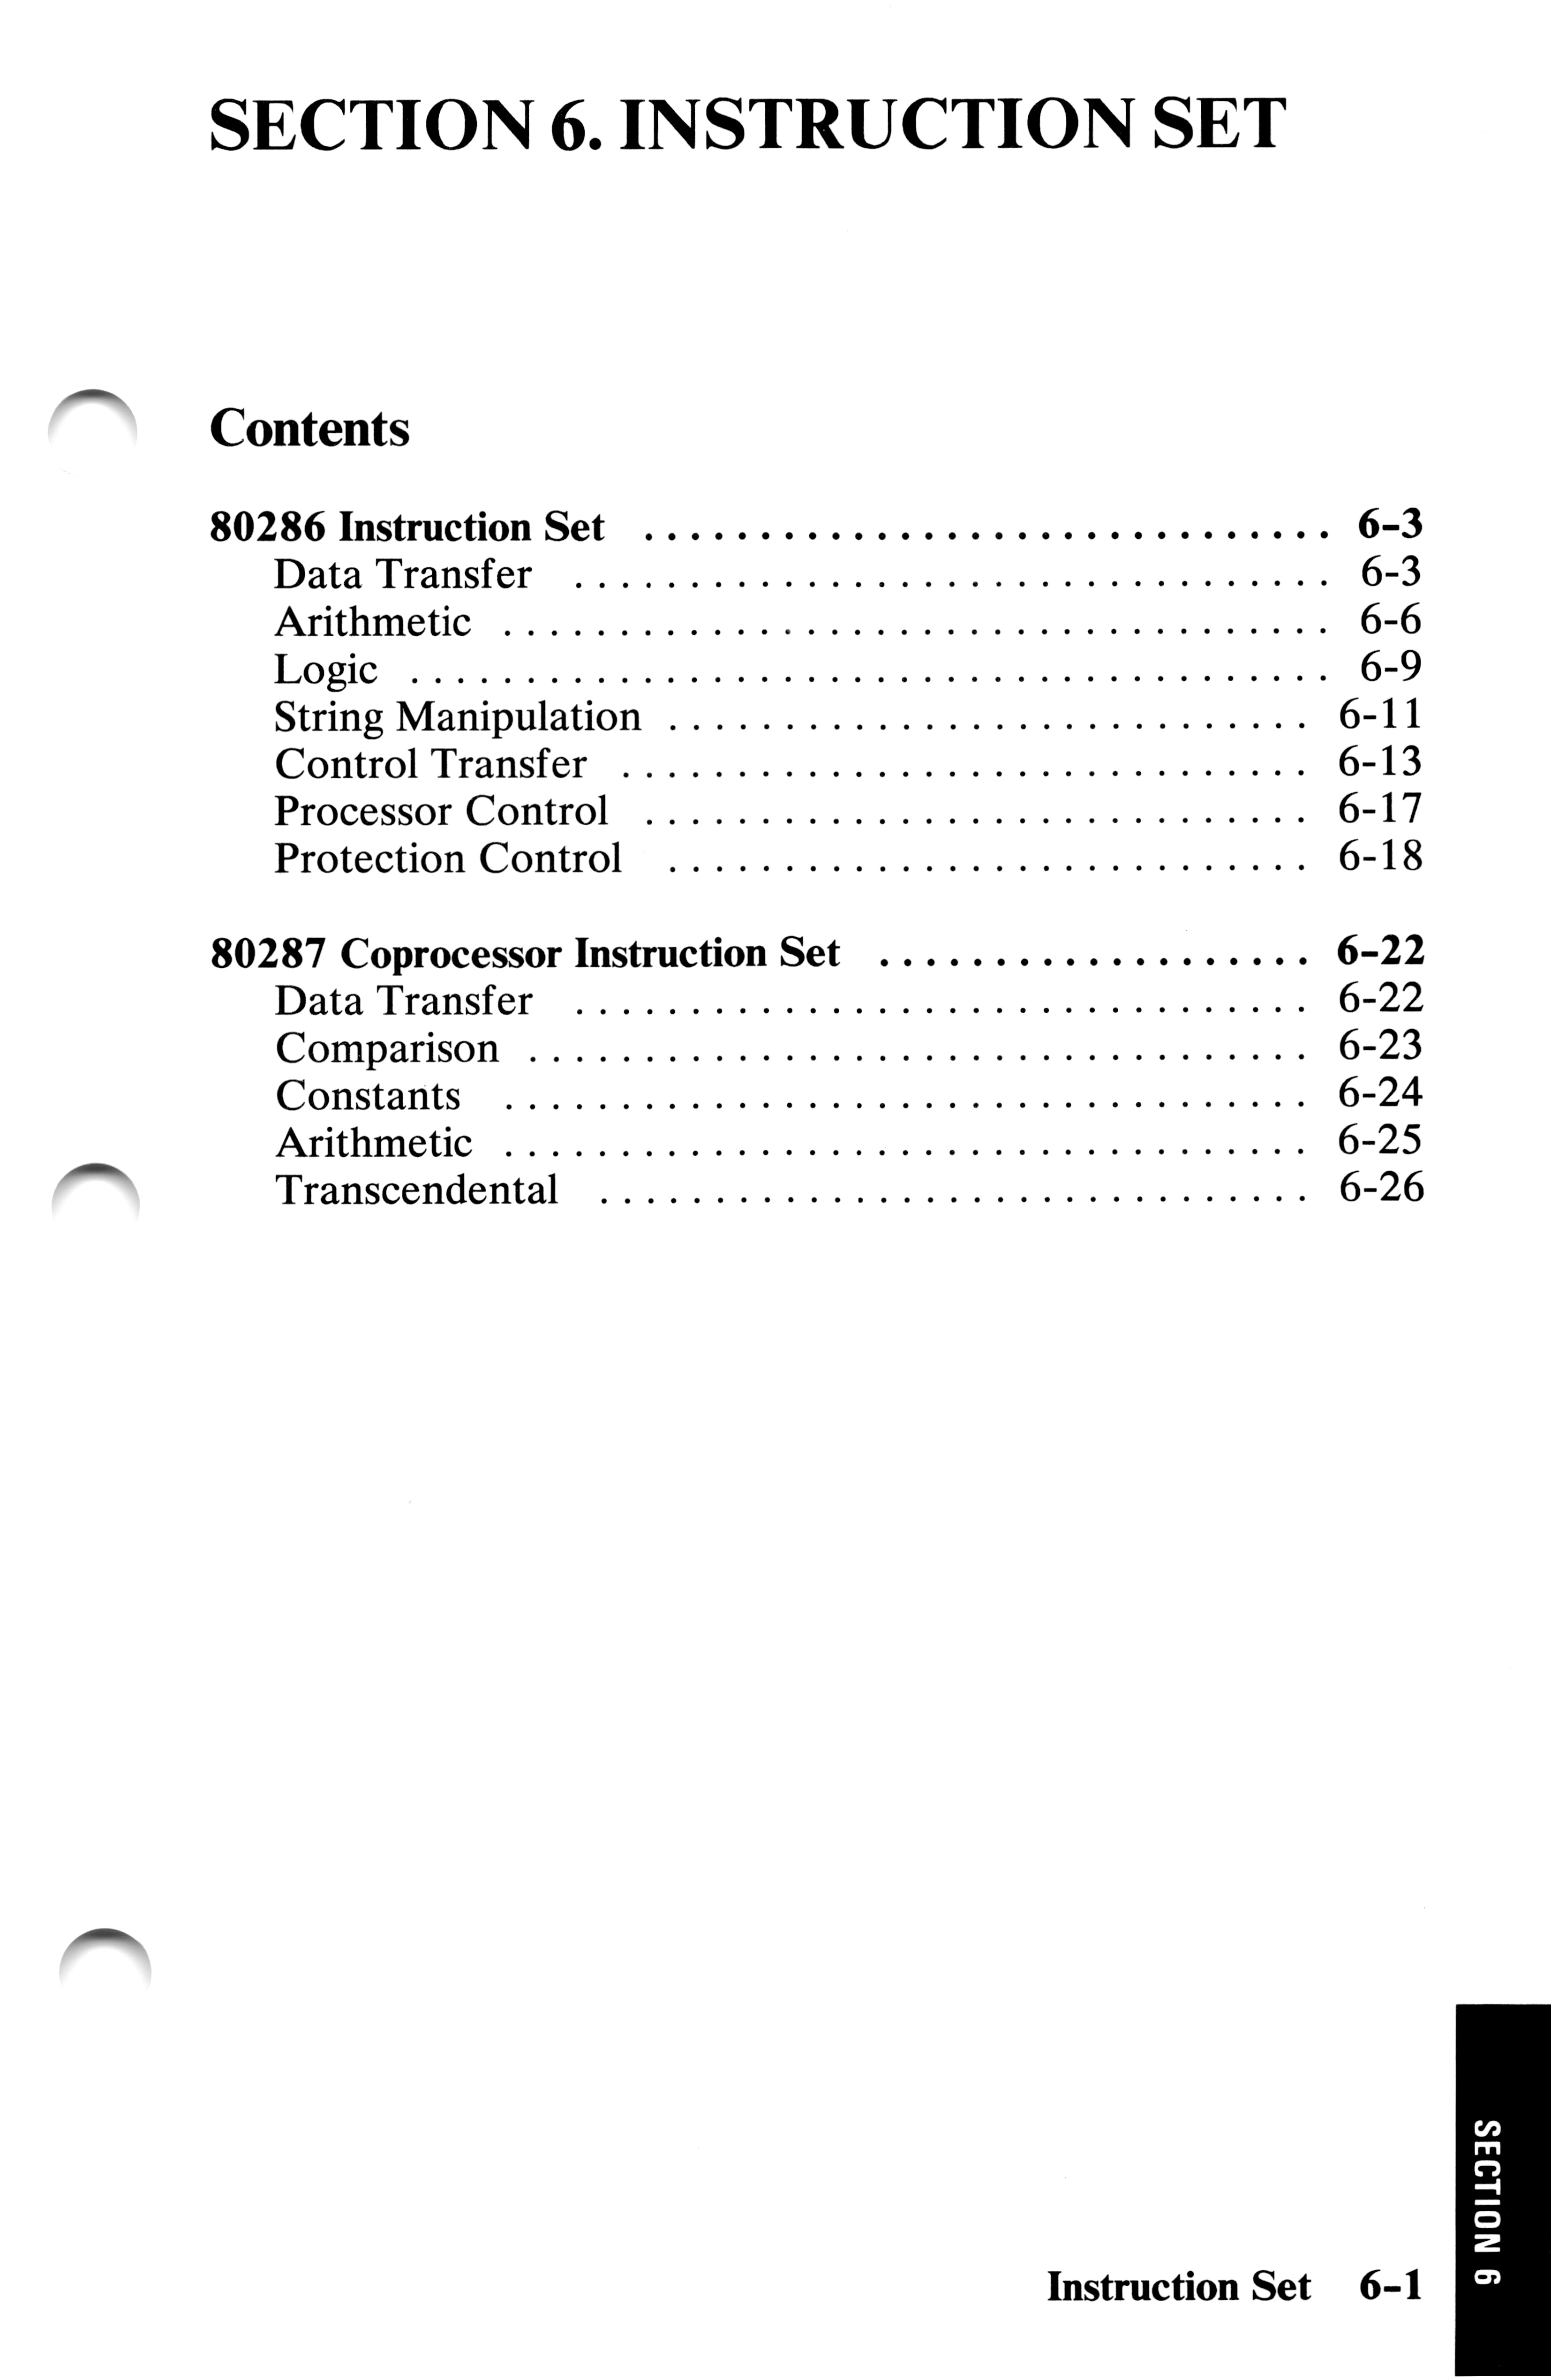 SECTION 6. INSTRUCTION SET
Contents
80286 Instruction Set . . . . . . . . . . . . . . . . . . . . . . . . . . . . . . 6-3
Data Transfer . . . . . . . . . . . . . . . . . . . . . . . . . . . . . . . . . 6-3
Arithmetic . . . . . . . . . . . . . . . . . . . . . . . . . . . . . . . . . . . . 6-6
Logic . . . . . . . . . . . . . . . . . . . . . . . . . . . . . . . . . . . . . . . . 6-9
String Manipulation . . . . . . . . . . . . . . . . . . . . . . . . . . . . 6-11
Control Transfer . . . . . . . . . . . . . . . . . . . . . . . . . . . . . . 6-13
Processor Control . . . . . . . . . . . . . . . . . . . . . . . . . . . . . 6-17
Protection Control . . . . . . . . . . . . . . . . . . . . . . . . . . . . 6-18
80287 Coprocessor Instruction Set . . . . . . . . . . . . . . . . . . . 6-22
Data Transfer . . . . . . . . . . . . . . . . . . . . . . . . . . . . . . . . 6-22
Comparison . . . . . . . . . . . . . . . . . . . . . . . . . . . . . . . . . . 6-23
Constants . . . . . . . . . . . . . . . . . . . . . . . . . . . . . . . . . . . 6-24
Arithmetic . . . . . . . . . . . . . . . . . . . . . . . . . . . . . . . . . . . 6-25
Transcendental . . . . . . . . . . . . . . . . . . . . . . . . . . . . . . . 6-26
SECTION 6
Instruction Set 6-1